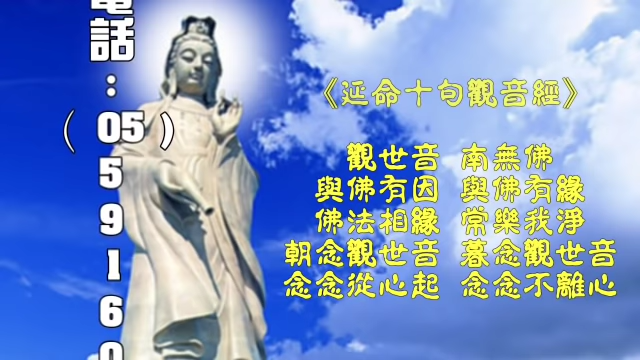 電話:(05)59160
《延命十句觀音經》
觀世音 南無佛
與佛有因 與佛有緣
佛法相緣 常樂我淨
朝念觀世音 暮念觀世音
念念從心起 念念不離心